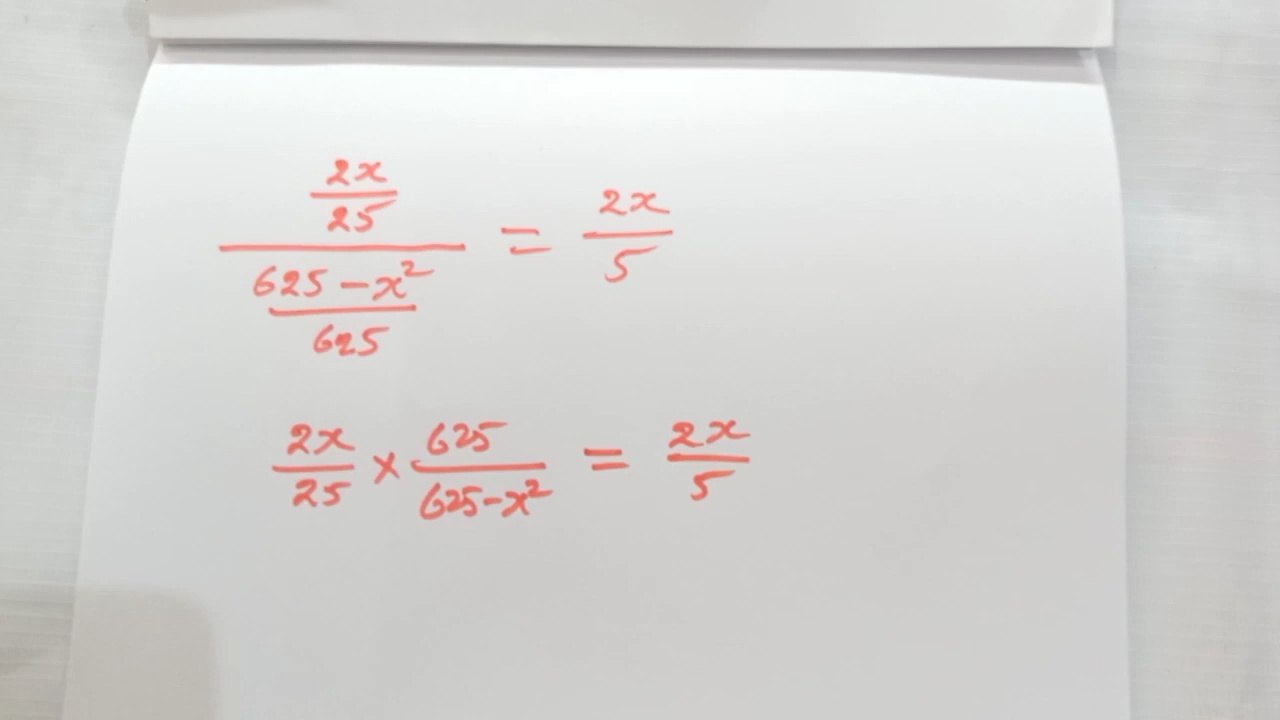 2x/25 / (625-x²)/625 = 2x/5
2x/25 × 625/(625-x²) = 2x/5